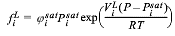 f_i^L = φ_i^{sat} P_i^{sat} exp(V_i^L(P − P_i^{sat}) / RT)